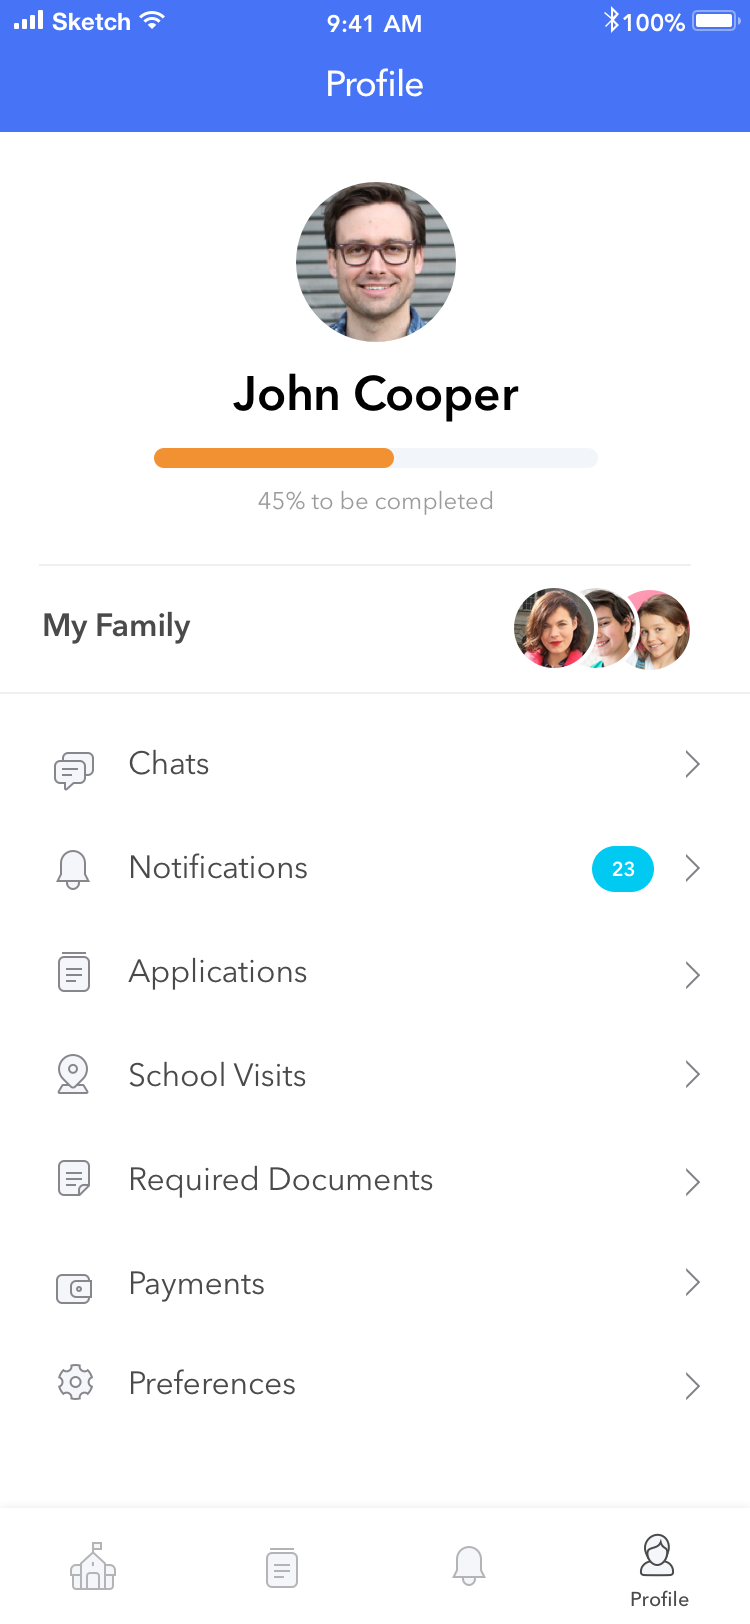 Sketch 9:41 AM 100%
Profile
John Cooper
45% to be completed
My Family
Chats
Notifications 23
Applications
School Visits
Required Documents
Payments
Preferences
Profile